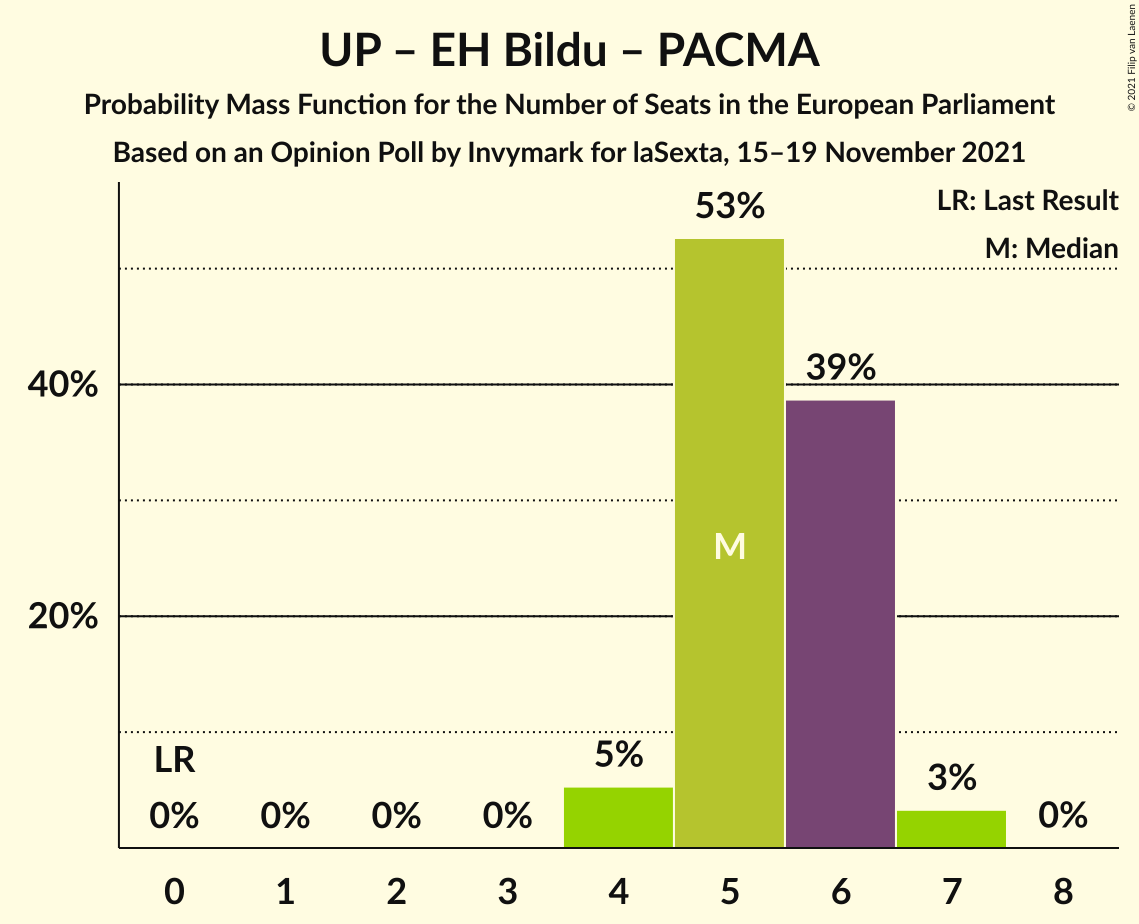 UP – EH Bildu – PACMA
Probability Mass Function for the Number of Seats in the European Parliament
Based on an Opinion Poll by Invymark for laSexta, 15–19 November 2021
© 2021 Filip van Laenen
LR: Last Result
M: Median
53%
39%
40%
M
20%
LR
5%
3%
0% 0% 0% 0% 0%
0 1 2 3 4 5 6 7 8